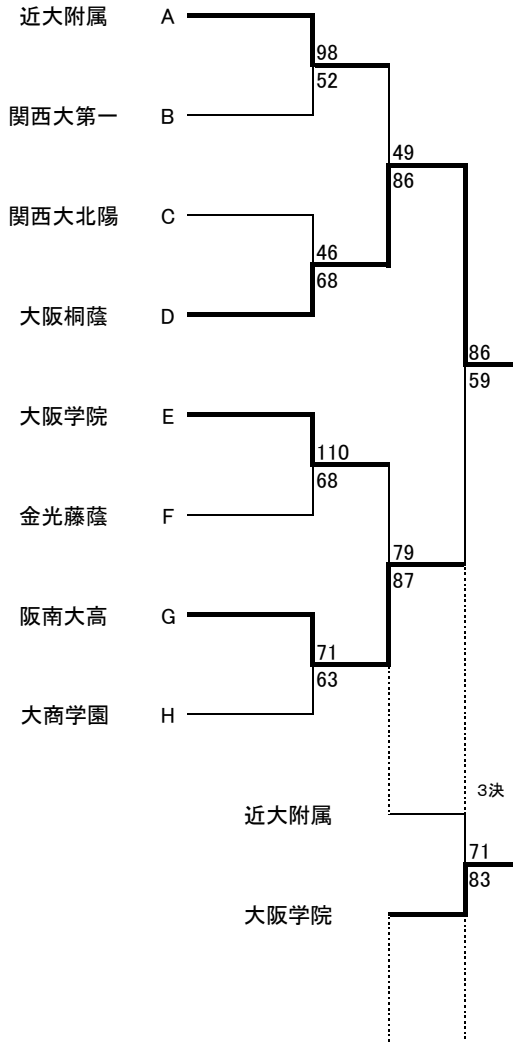 近大附属 A
98
52
関西大第一 B
49
86
関西大北陽 C
46
68
大阪桐蔭 D
86
59
大阪学院 E
110
68
金光藤蔭 F
79
87
阪南大高 G
71
63
大商学園 H
3決
近大附属
71
83
大阪学院